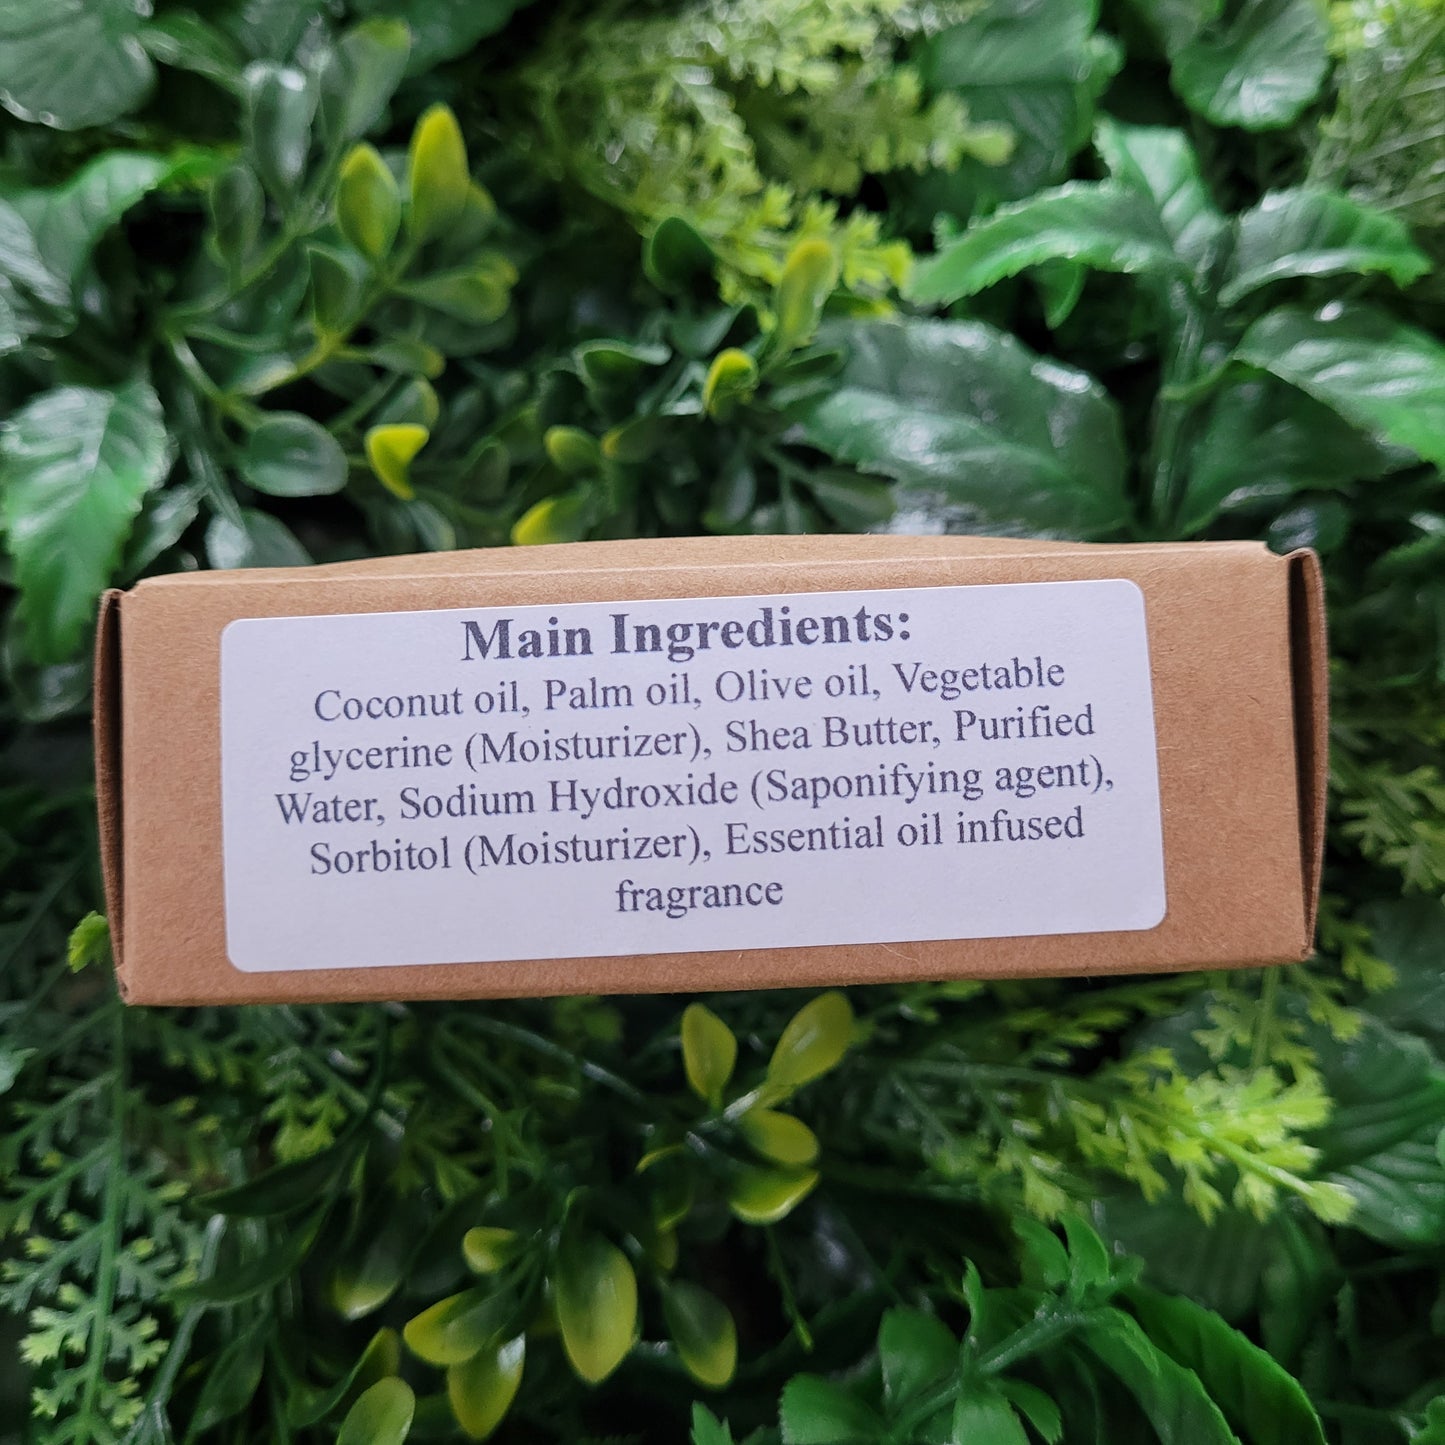 Main Ingredients:
Coconut oil, Palm oil, Olive oil, Vegetable
glycerine (Moisturizer), Shea Butter, Purified
Water, Sodium Hydroxide (Saponifying agent),
Sorbitol (Moisturizer), Essential oil infused
fragrance